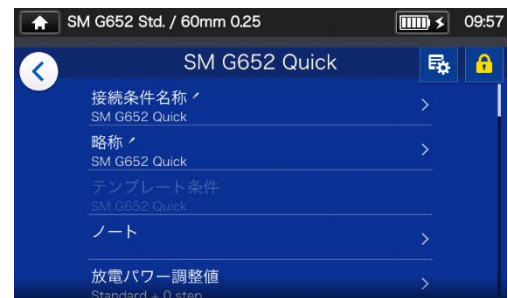 SM G652 Std. / 60mm 0.25
09:57
SM G652 Quick
接続条件名称
SM G652 Quick
略称
SM G652 Quick
テンプレート条件
SM G652 Quick
ノート
放電パワー調整値
Standard + 0 step